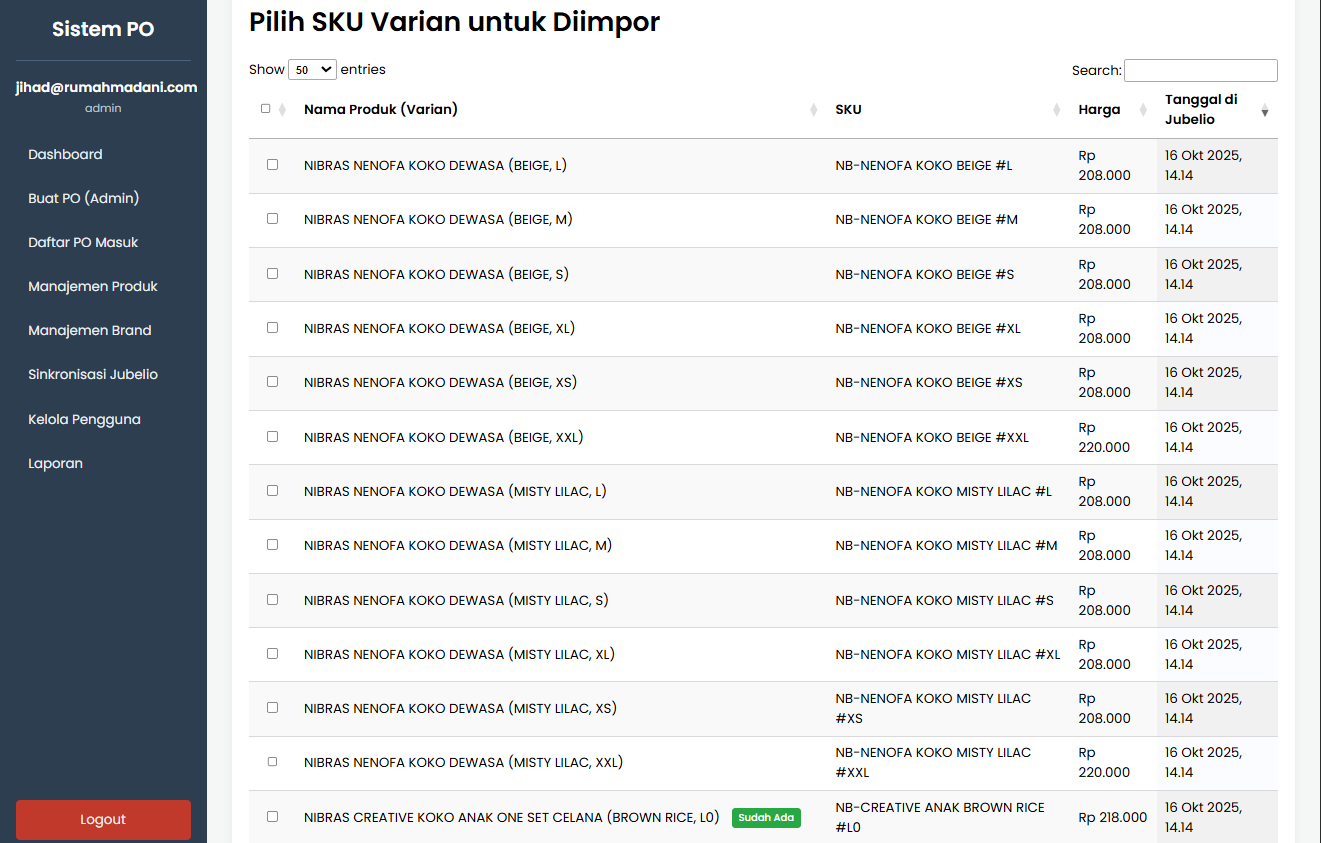 Sistem PO
jihad@rumahmadani.com
admin
Dashboard
Buat PO (Admin)
Daftar PO Masuk
Manajemen Produk
Manajemen Brand
Sinkronisasi Jubelio
Kelola Pengguna
Laporan
Logout
Pilih SKU Varian untuk Diimpor
Show 50 entries
Search:
Nama Produk (Varian) SKU Harga Tanggal di
Jubelio
NIBRAS NENOFA KOKO DEWASA (BEIGE, L) NB-NENOFA KOKO BEIGE #L Rp 16 Okt 2025,
208.000 14.14
NIBRAS NENOFA KOKO DEWASA (BEIGE, M) NB-NENOFA KOKO BEIGE #M Rp 16 Okt 2025,
208.000 14.14
NIBRAS NENOFA KOKO DEWASA (BEIGE, S) NB-NENOFA KOKO BEIGE #S Rp 16 Okt 2025,
208.000 14.14
NIBRAS NENOFA KOKO DEWASA (BEIGE, XL) NB-NENOFA KOKO BEIGE #XL Rp 16 Okt 2025,
208.000 14.14
NIBRAS NENOFA KOKO DEWASA (BEIGE, XS) NB-NENOFA KOKO BEIGE #XS Rp 16 Okt 2025,
208.000 14.14
NIBRAS NENOFA KOKO DEWASA (BEIGE, XXL) NB-NENOFA KOKO BEIGE #XXL Rp 16 Okt 2025,
220.000 14.14
NIBRAS NENOFA KOKO DEWASA (MISTY LILAC, L) NB-NENOFA KOKO MISTY LILAC #L Rp 16 Okt 2025,
208.000 14.14
NIBRAS NENOFA KOKO DEWASA (MISTY LILAC, M) NB-NENOFA KOKO MISTY LILAC #M Rp 16 Okt 2025,
208.000 14.14
NIBRAS NENOFA KOKO DEWASA (MISTY LILAC, S) NB-NENOFA KOKO MISTY LILAC #S Rp 16 Okt 2025,
208.000 14.14
NIBRAS NENOFA KOKO DEWASA (MISTY LILAC, XL) NB-NENOFA KOKO MISTY LILAC #XL Rp 16 Okt 2025,
208.000 14.14
NIBRAS NENOFA KOKO DEWASA (MISTY LILAC, XS) NB-NENOFA KOKO MISTY LILAC Rp 16 Okt 2025,
#XS 208.000 14.14
NIBRAS NENOFA KOKO DEWASA (MISTY LILAC, XXL) NB-NENOFA KOKO MISTY LILAC Rp 16 Okt 2025,
#XXL 220.000 14.14
NIBRAS CREATIVE KOKO ANAK ONE SET CELANA (BROWN RICE, L0) Sudah Ada NB-CREATIVE ANAK BROWN RICE Rp 218.000 16 Okt 2025,
#L0 14.14